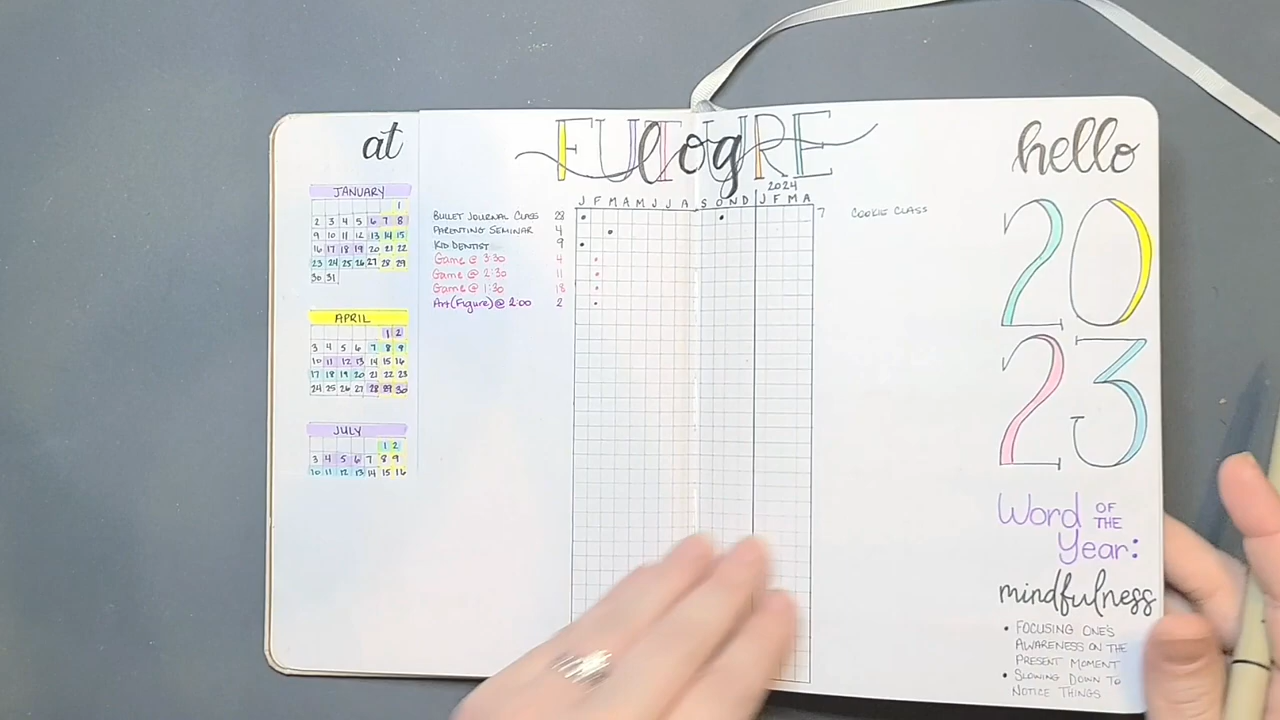 at
FUTURE
log
hello
2023
JANUARY
1
2 3 4 5 6 7 8
9 10 11 12 13 14 15
16 17 18 19 20 21 22
23 24 25 26 27 28 29
30 31
APRIL
1 2
3 4 5 6 7 8 9
10 11 12 13 14 15 16
17 18 19 20 21 22 23
24 25 26 27 28 29 30
JULY
1 2
3 4 5 6 7 8 9
10 11 12 13 14 15 16
2024
J F M A M J J A S O N D J F M A
BULLET JOURNAL CLASS 28
PARENTING SEMINAR 4
KID DENTIST 9
Game @ 3:30 4
Game @ 2:30 11
Game @ 1:30 18
Art(Figure)@ 2:00 2
7 COOKIE CLASS
Word OF THE
Year:
mindfulness
• FOCUSING ONE'S
AWARENESS ON THE
PRESENT MOMENT
• SLOWING DOWN TO
NOTICE THINGS